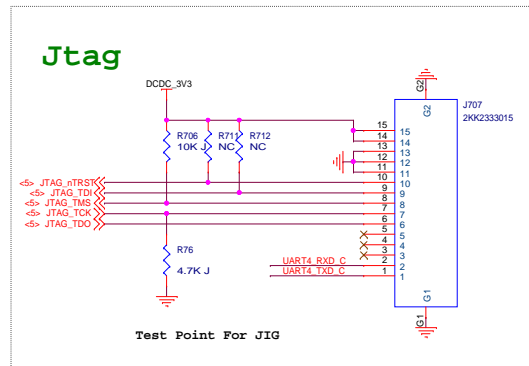 Jtag
DCDC_3V3
G2
J707
2KK2333015
G2
R706
10K J
R711
NC
R712
NC
15 15
14 14
13 13
12 12
11 11
<5> JTAG_nTRST 10 10
<5> JTAG_TDI 9 9
<5> JTAG_TMS 8 8
<5> JTAG_TCK 7 7
<5> JTAG_TDO 6 6
5 5
4 4
3 3
UART4_RXD_C 2 2
UART4_TXD_C 1 1
R76
4.7K J
G1
G1
Test Point For JIG